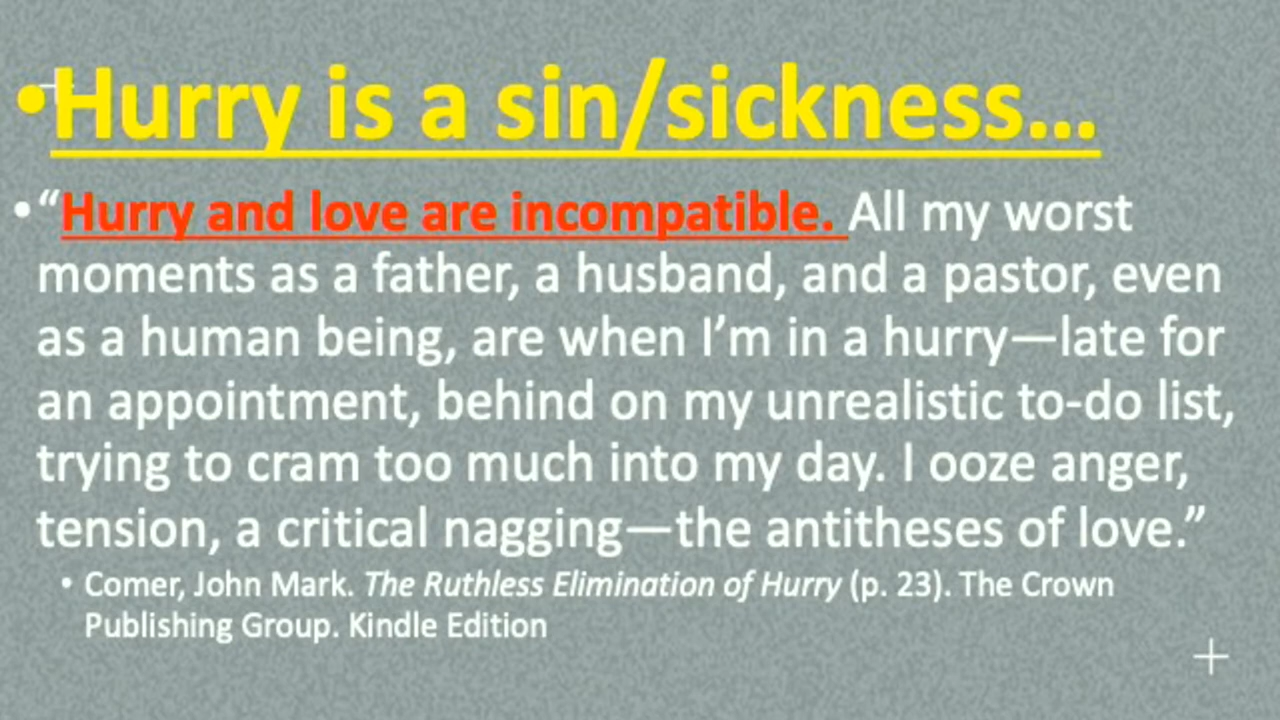 •Hurry is a sin/sickness...
• “Hurry and love are incompatible. All my worst
moments as a father, a husband, and a pastor, even
as a human being, are when I’m in a hurry—late for
an appointment, behind on my unrealistic to-do list,
trying to cram too much into my day. I ooze anger,
tension, a critical nagging—the antitheses of love.”
• Comer, John Mark. The Ruthless Elimination of Hurry (p. 23). The Crown
Publishing Group. Kindle Edition